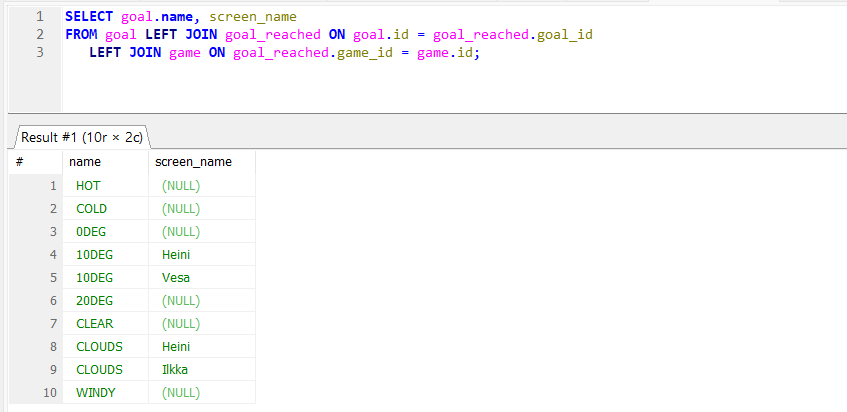 1 SELECT goal.name, screen_name
2 FROM goal LEFT JOIN goal_reached ON goal.id = goal_reached.goal_id
3 LEFT JOIN game ON goal_reached.game_id = game.id;
Result #1 (10r × 2c)
# name screen_name
1 HOT (NULL)
2 COLD (NULL)
3 0DEG (NULL)
4 10DEG Heini
5 10DEG Vesa
6 20DEG (NULL)
7 CLEAR (NULL)
8 CLOUDS Heini
9 CLOUDS Ilkka
10 WINDY (NULL)